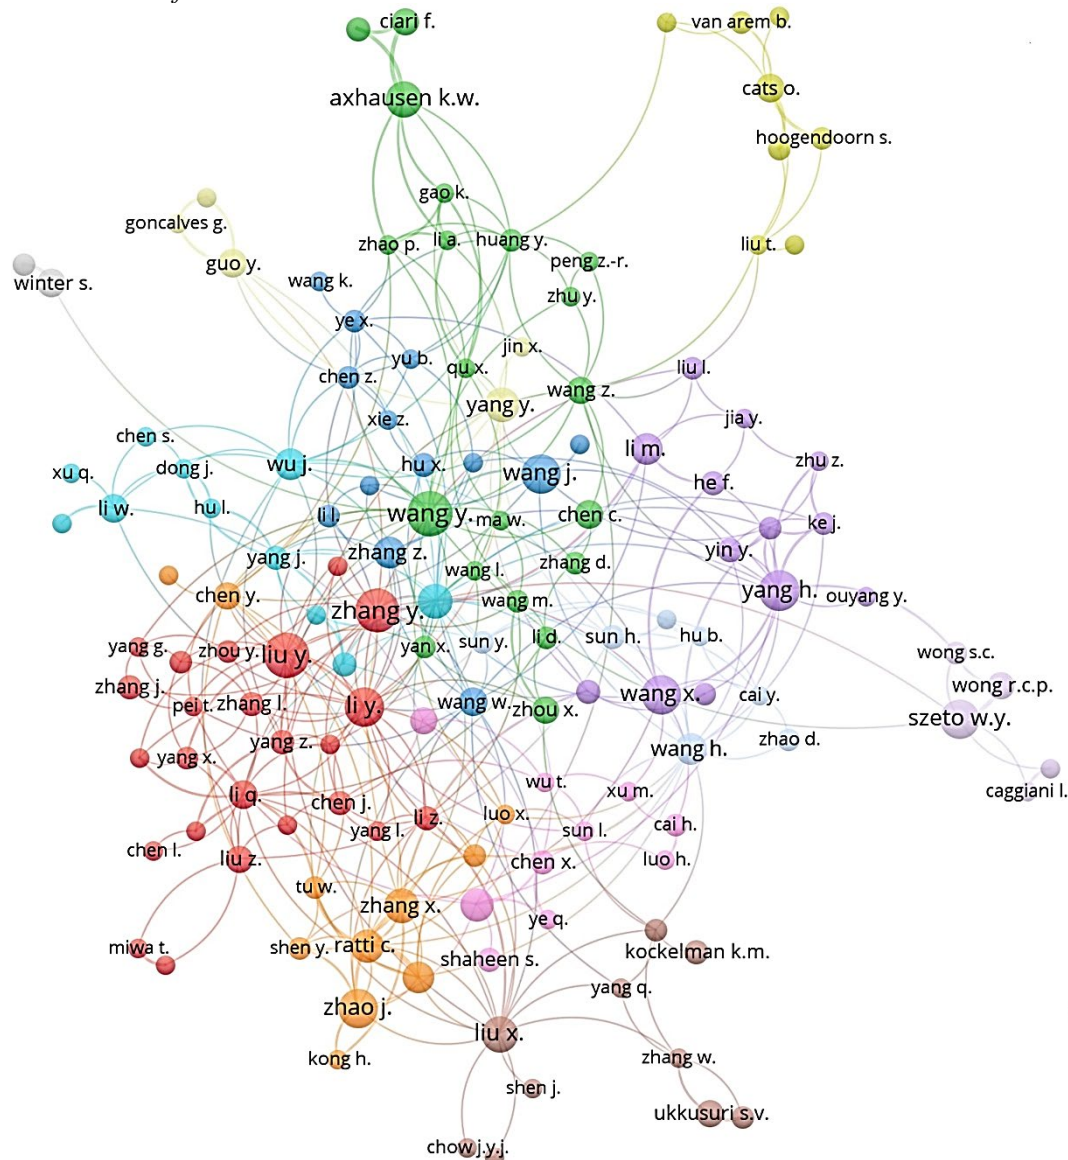 ciari f.
van arem b.
axhausen k.w.
cats o.
hoogendoorn s.
gao k.
goncalves g.
zhao p.
li a.
huang y.
liu t.
guo y.
peng z.-r.
winter s.
wang k.
zhu y.
ye x.
jin x.
yu b.
qu x.
liu l.
chen z.
wang z.
yang y.
xie z.
jia y.
chen s.
li m.
wu j.
hu x.
zhu z.
xu q.
dong j.
wang j.
he f.
li w.
hu l.
li l.
wang y.
ma w.
chen c.
ke j.
yang j.
zhang z.
yin y.
wang l.
zhang d.
chen y.
yang h.
ouyang y.
zhang y.
wang m.
yang g.
zhou y.
liu y.
yan x.
sun y.
li d.
sun h.
hu b.
wong s.c.
zhang j.
wong r.c.p.
pei t.
zhang l.
li y.
wang w.
zhou x.
wang x.
cai y.
szeto w.y.
yang x.
yang z.
wang h.
zhao d.
wu t.
xu m.
caggiani l.
li q.
chen j.
li z.
luo x.
yang l.
sun l.
cai h.
chen l.
liu z.
chen x.
luo h.
tu w.
zhang x.
ye q.
miwa t.
shen y.
ratti c.
shaheen s.
kockelman k.m.
yang q.
zhao j.
liu x.
kong h.
zhang w.
shen j.
ukkusuri s.v.
chow j.y.j.